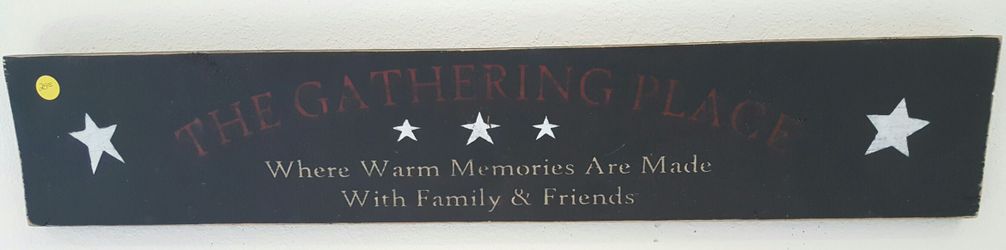 THE GATHERING PLACE
Where Warm Memories Are Made
With Family & Friends